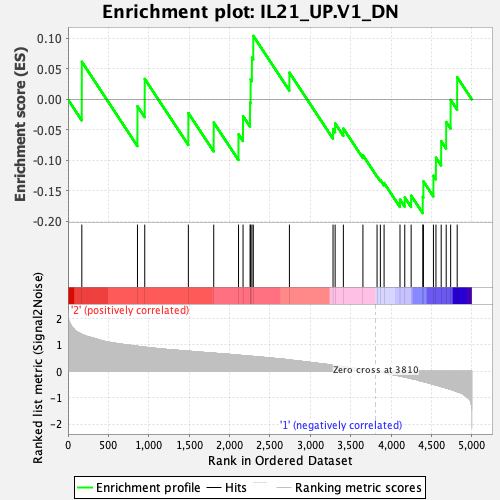 Enrichment plot: IL21_UP.V1_DN
Enrichment score (ES)
0.10
0.05
0.00
-0.05
-0.10
-0.15
-0.20
'2' (positively correlated)
Ranked list metric (Signal2Noise)
2
1
0
-1
-2
Zero cross at 3810
'1' (negatively correlated)
0 500 1,000 1,500 2,000 2,500 3,000 3,500 4,000 4,500 5,000
Rank in Ordered Dataset
Enrichment profile Hits Ranking metric scores